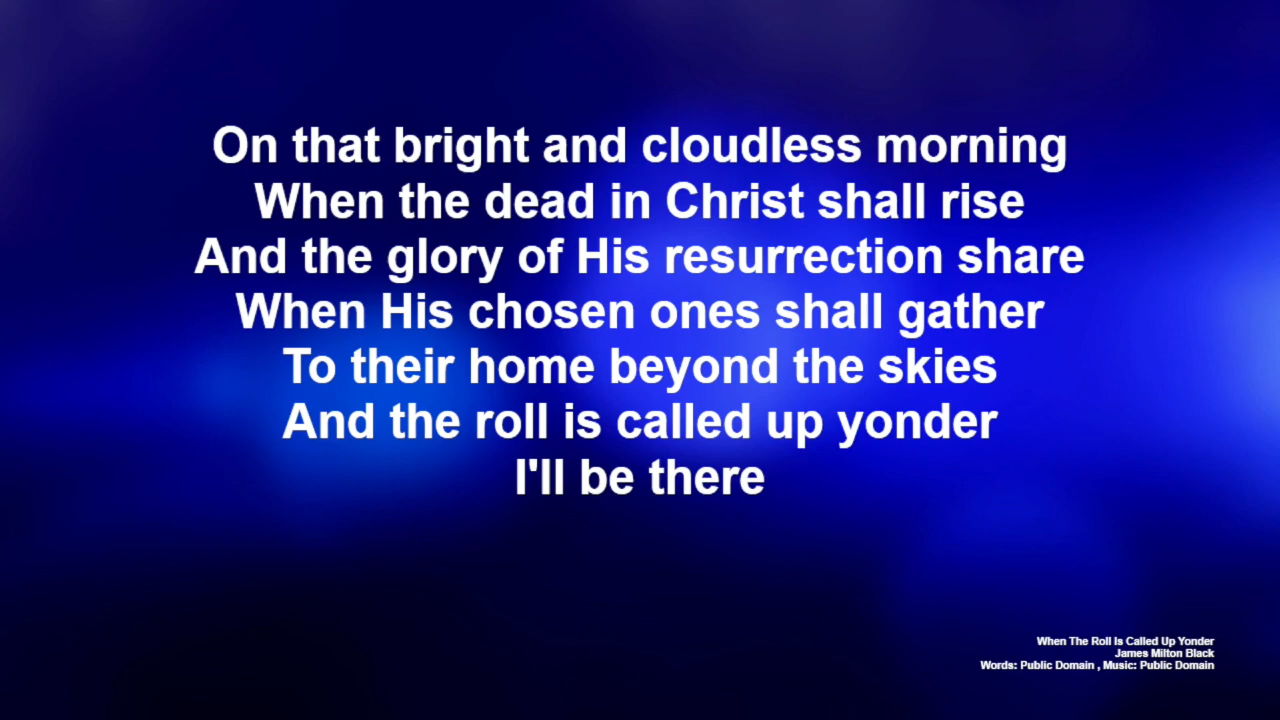 On that bright and cloudless morning
When the dead in Christ shall rise
And the glory of His resurrection share
When His chosen ones shall gather
To their home beyond the skies
And the roll is called up yonder
I'll be there
When The Roll Is Called Up Yonder
James Milton Black
Words: Public Domain , Music: Public Domain